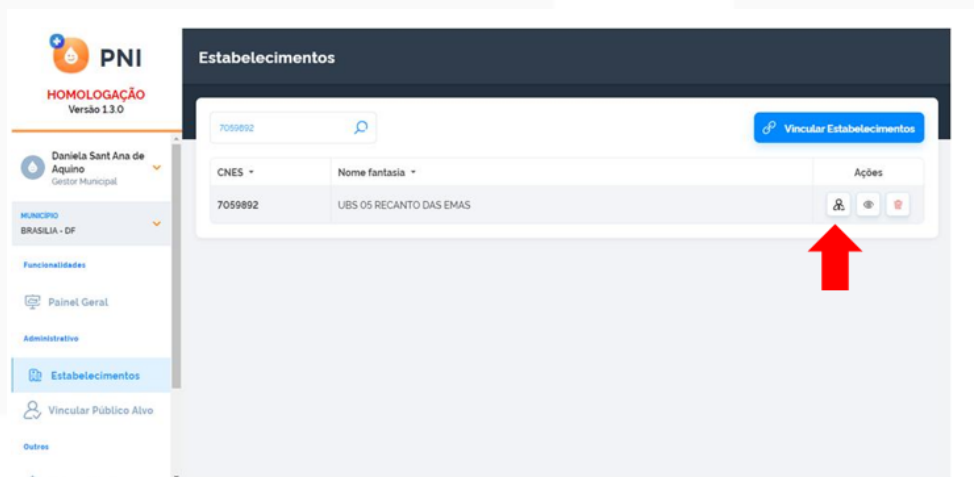 PNI
HOMOLOGAÇÃO
Versão 1.3.0
Daniela Sant Ana de
Aquino
Gestor Municipal
MUNICÍPIO
BRASILIA - DF
Funcionalidades
Painel Geral
Administrativo
Estabelecimentos
Vincular Público Alvo
Outros
Estabelecimentos
7059892
Vincular Estabelecimentos
CNES
Nome fantasia
Ações
7059892
UBS 05 RECANTO DAS EMAS